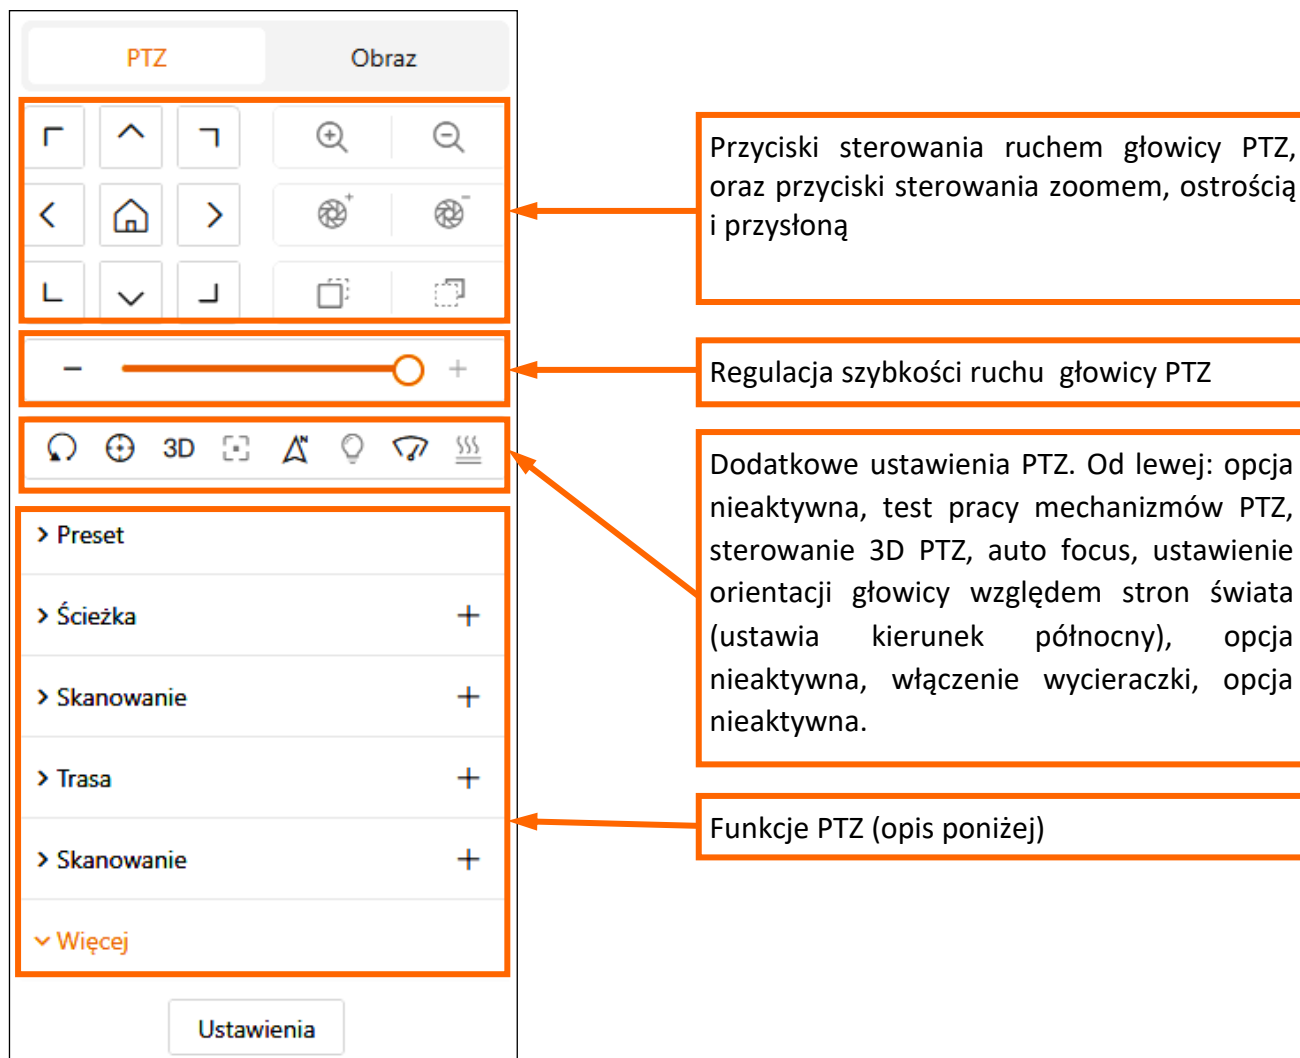 PTZ
Obraz
Przyciski sterowania ruchem głowicy PTZ,
oraz przyciski sterowania zoomem, ostrością
i przysłoną
Regulacja szybkości ruchu głowicy PTZ
3D
N
Dodatkowe ustawienia PTZ. Od lewej: opcja
nieaktywna, test pracy mechanizmów PTZ,
sterowanie 3D PTZ, auto focus, ustawienie
orientacji głowicy względem stron świata
(ustawia kierunek północny), opcja
nieaktywna, włączenie wycieraczki, opcja
nieaktywna.
Preset
Ścieżka
Skanowanie
Trasa
Skanowanie
Więcej
Funkcje PTZ (opis poniżej)
Ustawienia